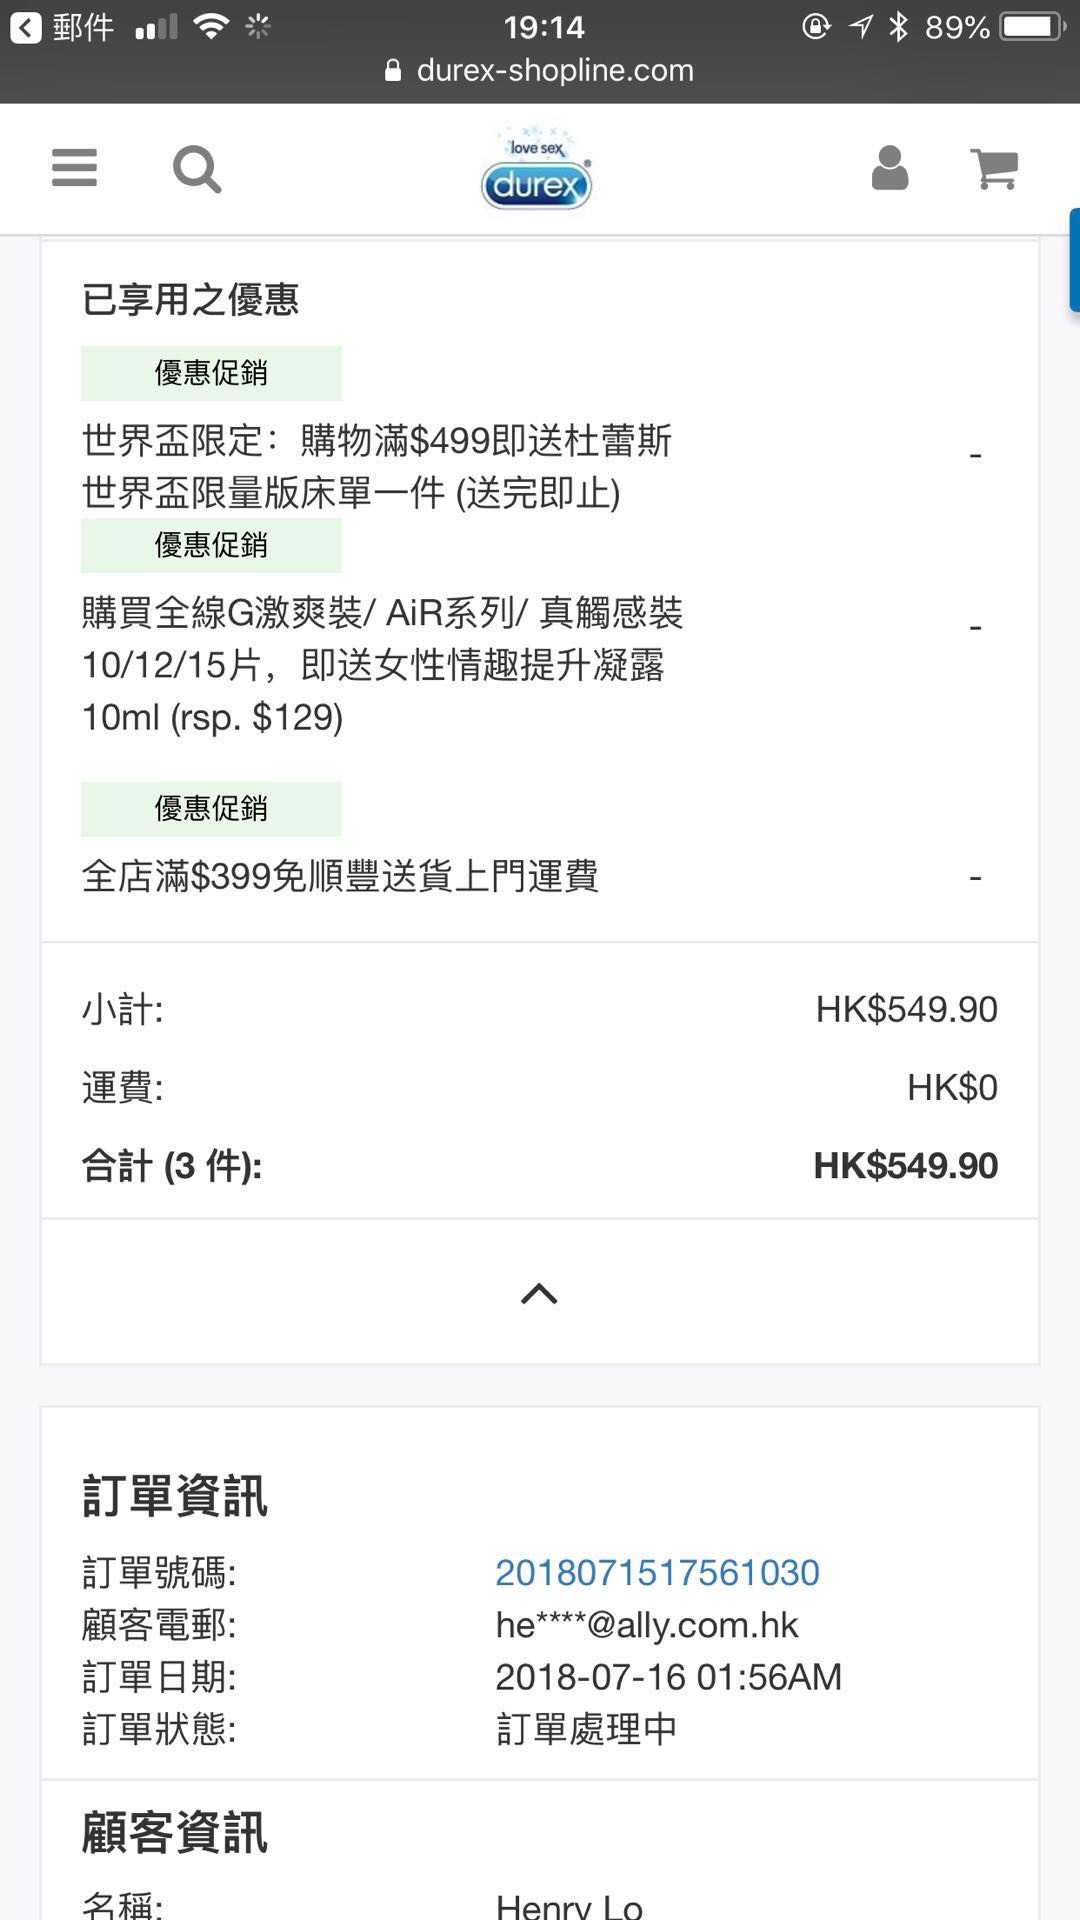 郵件
19:14
89%
durex-shopline.com
love sex
durex®
已享用之優惠
優惠促銷
世界盃限定：購物滿$499即送杜蕾斯
世界盃限量版床單一件 (送完即止)
-
優惠促銷
購買全線G激爽裝/ AiR系列/ 真觸感裝
10/12/15片，即送女性情趣提升凝露
10ml (rsp. $129)
-
優惠促銷
全店滿$399免順豐送貨上門運費
-
小計: HK$549.90
運費: HK$0
合計 (3 件): HK$549.90
訂單資訊
訂單號碼: 2018071517561030
顧客電郵: he****@ally.com.hk
訂單日期: 2018-07-16 01:56AM
訂單狀態: 訂單處理中
顧客資訊
名稱: Henry Lo